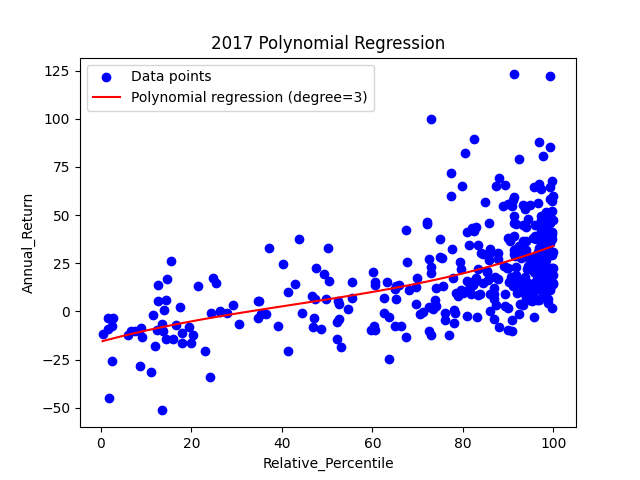 2017 Polynomial Regression
Data points
Polynomial regression (degree=3)
125
100
75
50
25
0
−25
−50
Annual_Return
0 20 40 60 80 100
Relative_Percentile